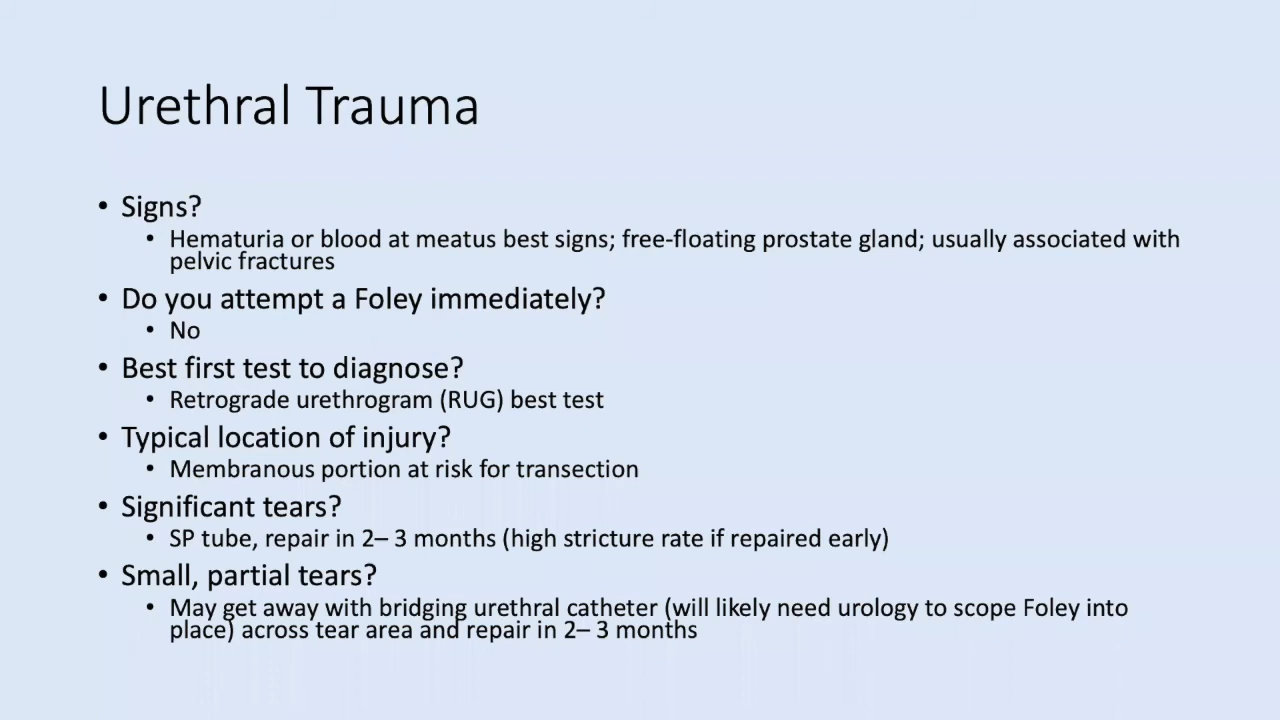 Urethral Trauma
• Signs?
• Hematuria or blood at meatus best signs; free-floating prostate gland; usually associated with
pelvic fractures
• Do you attempt a Foley immediately?
• No
• Best first test to diagnose?
• Retrograde urethrogram (RUG) best test
• Typical location of injury?
• Membranous portion at risk for transection
• Significant tears?
• SP tube, repair in 2– 3 months (high stricture rate if repaired early)
• Small, partial tears?
• May get away with bridging urethral catheter (will likely need urology to scope Foley into
place) across tear area and repair in 2– 3 months